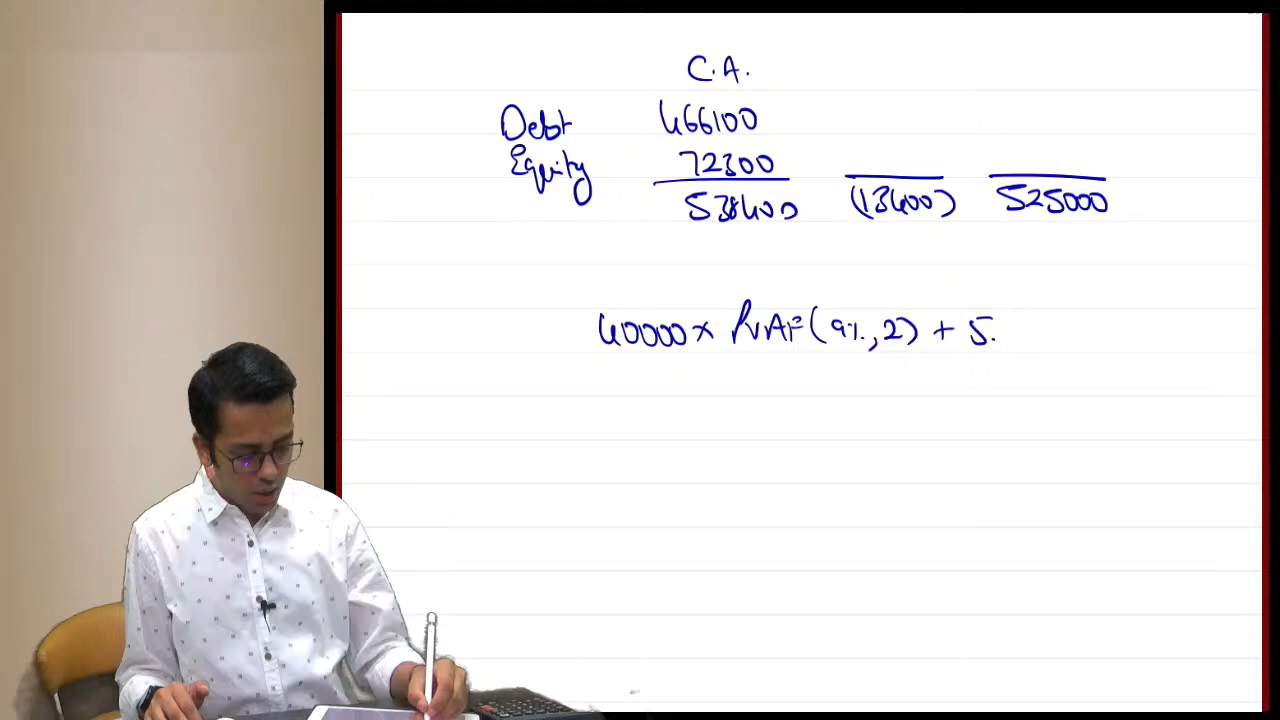 C.A.
Debt 466100
Equity 72300
538400 (13400) 525000
40000 x PVAF (9%, 2) + 5.